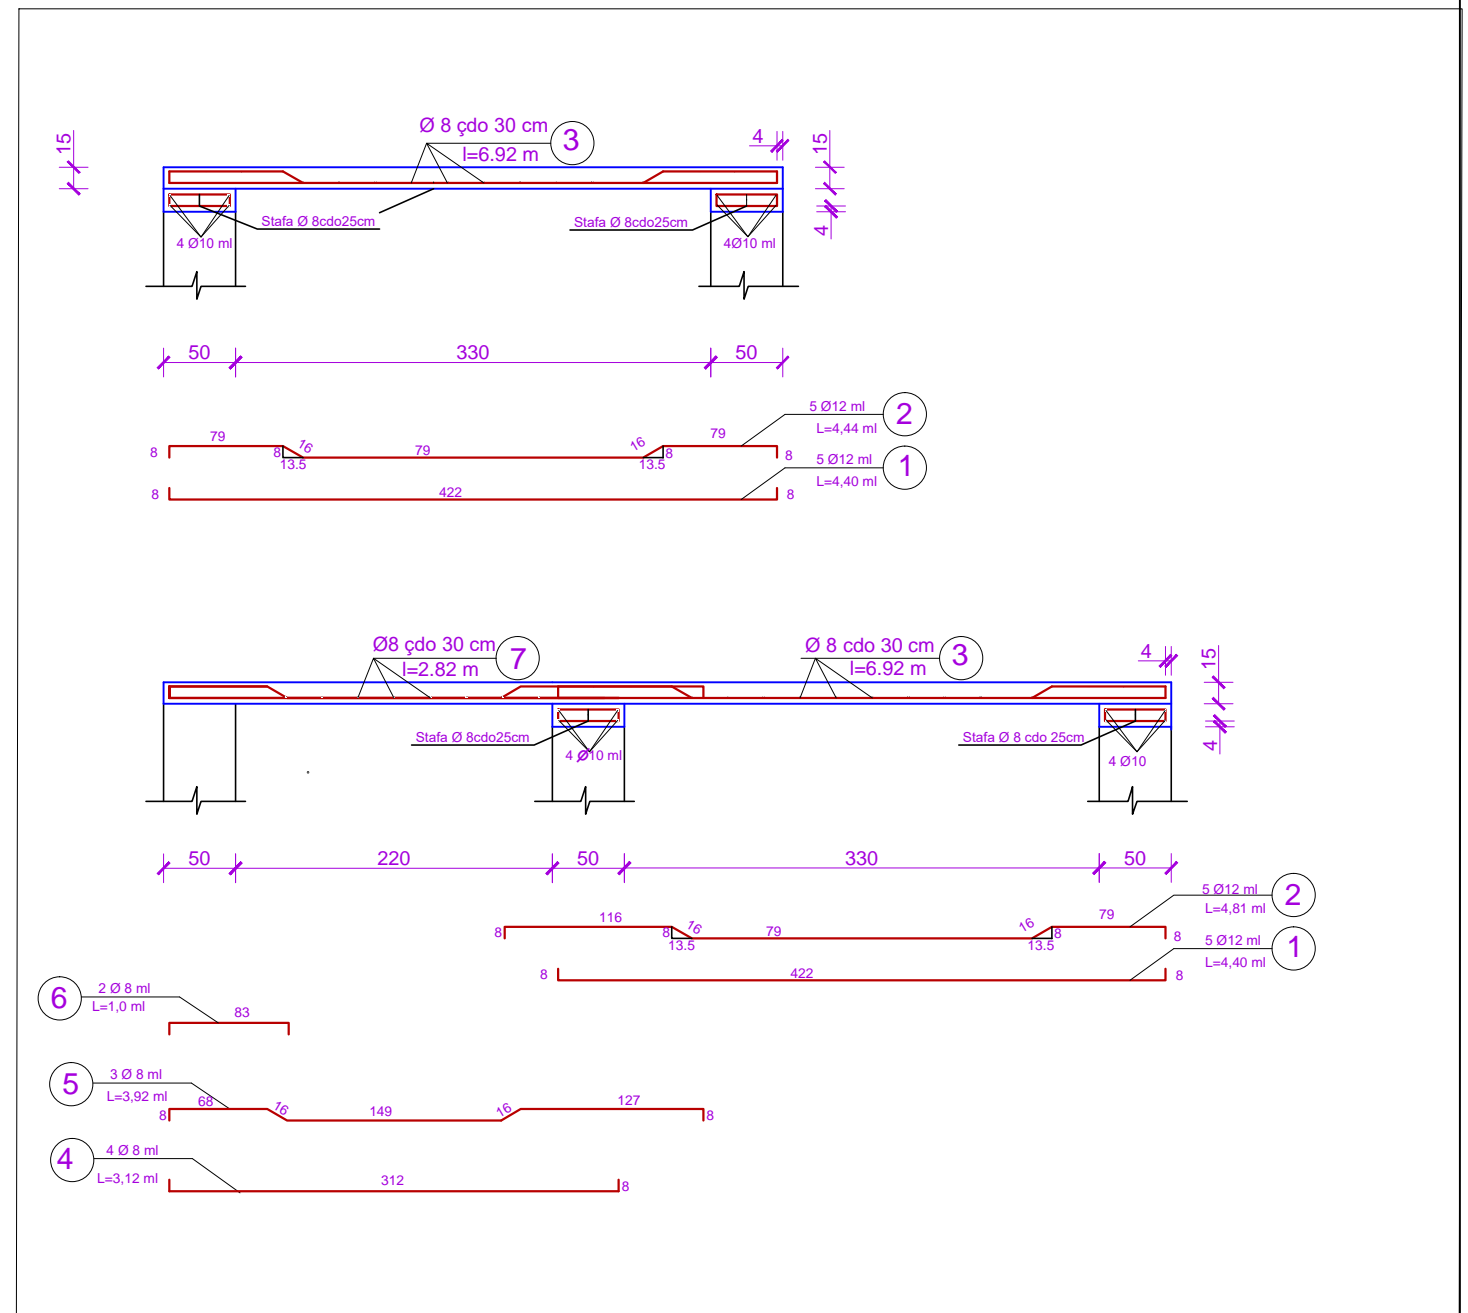 Ø 8 çdo 30 cm
3
l=6.92 m
15
4
15
4
Stafa Ø 8cdo25cm
Stafa Ø 8cdo25cm
4 Ø10 ml
4Ø10 ml
50
330
50
5 Ø12 ml
2
L=4,44 ml
79
16
79
16
79
8
8
13.5
13.5
8
8
5 Ø12 ml
1
L=4,40 ml
8
422
8
Ø8 çdo 30 cm
7
l=2.82 m
Ø 8 cdo 30 cm
3
l=6.92 m
4
15
4
Stafa Ø 8cdo25cm
Stafa Ø 8 cdo 25cm
4 Ø10 ml
4 Ø10
50
220
50
330
50
5 Ø12 ml
2
L=4,81 ml
116
16
79
16
79
8
8
13.5
13.5
8
8
5 Ø12 ml
1
L=4,40 ml
8
422
8
6
2 Ø 8 ml
L=1,0 ml
83
5
3 Ø 8 ml
L=3,92 ml
8
68
16
149
16
127
8
4
4 Ø 8 ml
L=3,12 ml
312
8